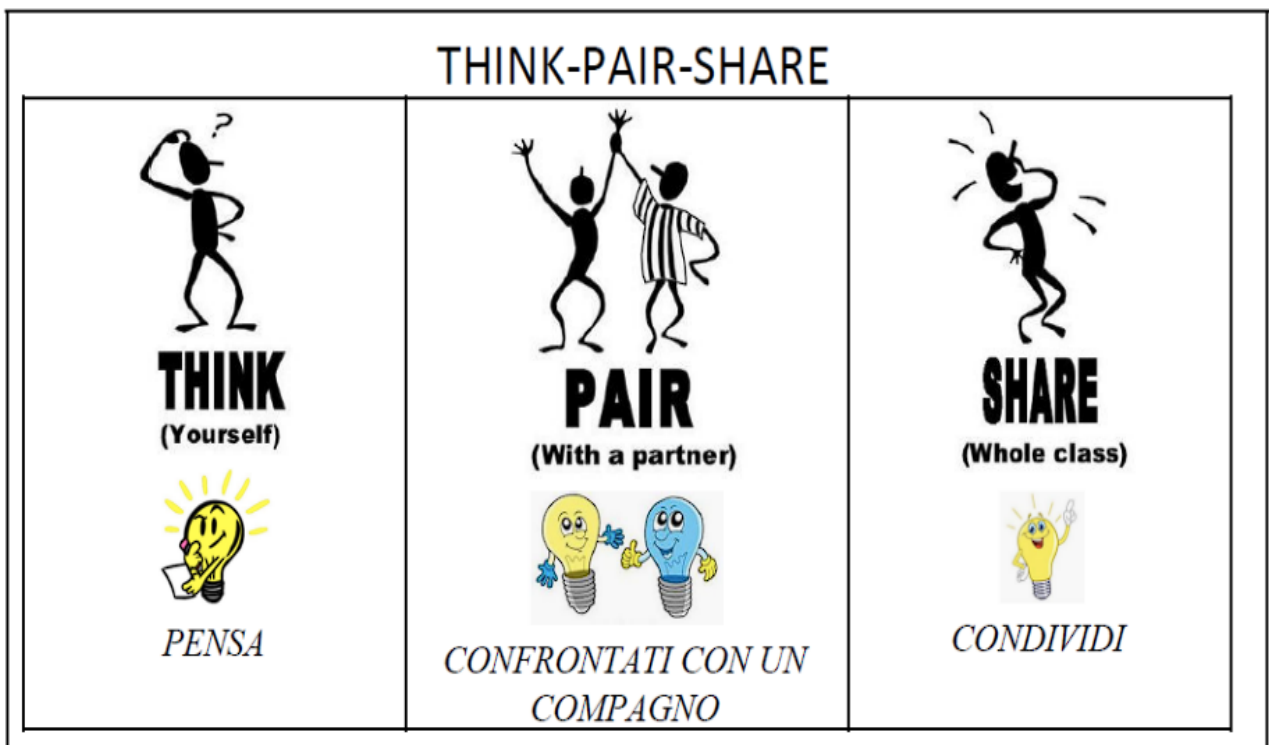 THINK-PAIR-SHARE
?
THINK
(Yourself)
PENSA
PAIR
(With a partner)
CONFRONTATI CON UN
COMPAGNO
SHARE
(Whole class)
CONDIVIDI